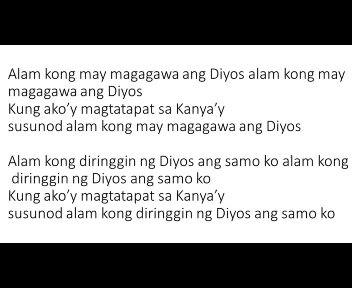 Alam kong may magagawa ang Diyos alam kong may
magagawa ang Diyos
Kung ako’y magtatapat sa Kanya’y
susunod alam kong may magagawa ang Diyos
Alam kong diringgin ng Diyos ang samo ko alam kong
diringgin ng Diyos ang samo ko
Kung ako’y magtatapat sa Kanya’y
susunod alam kong diringgin ng Diyos ang samo ko